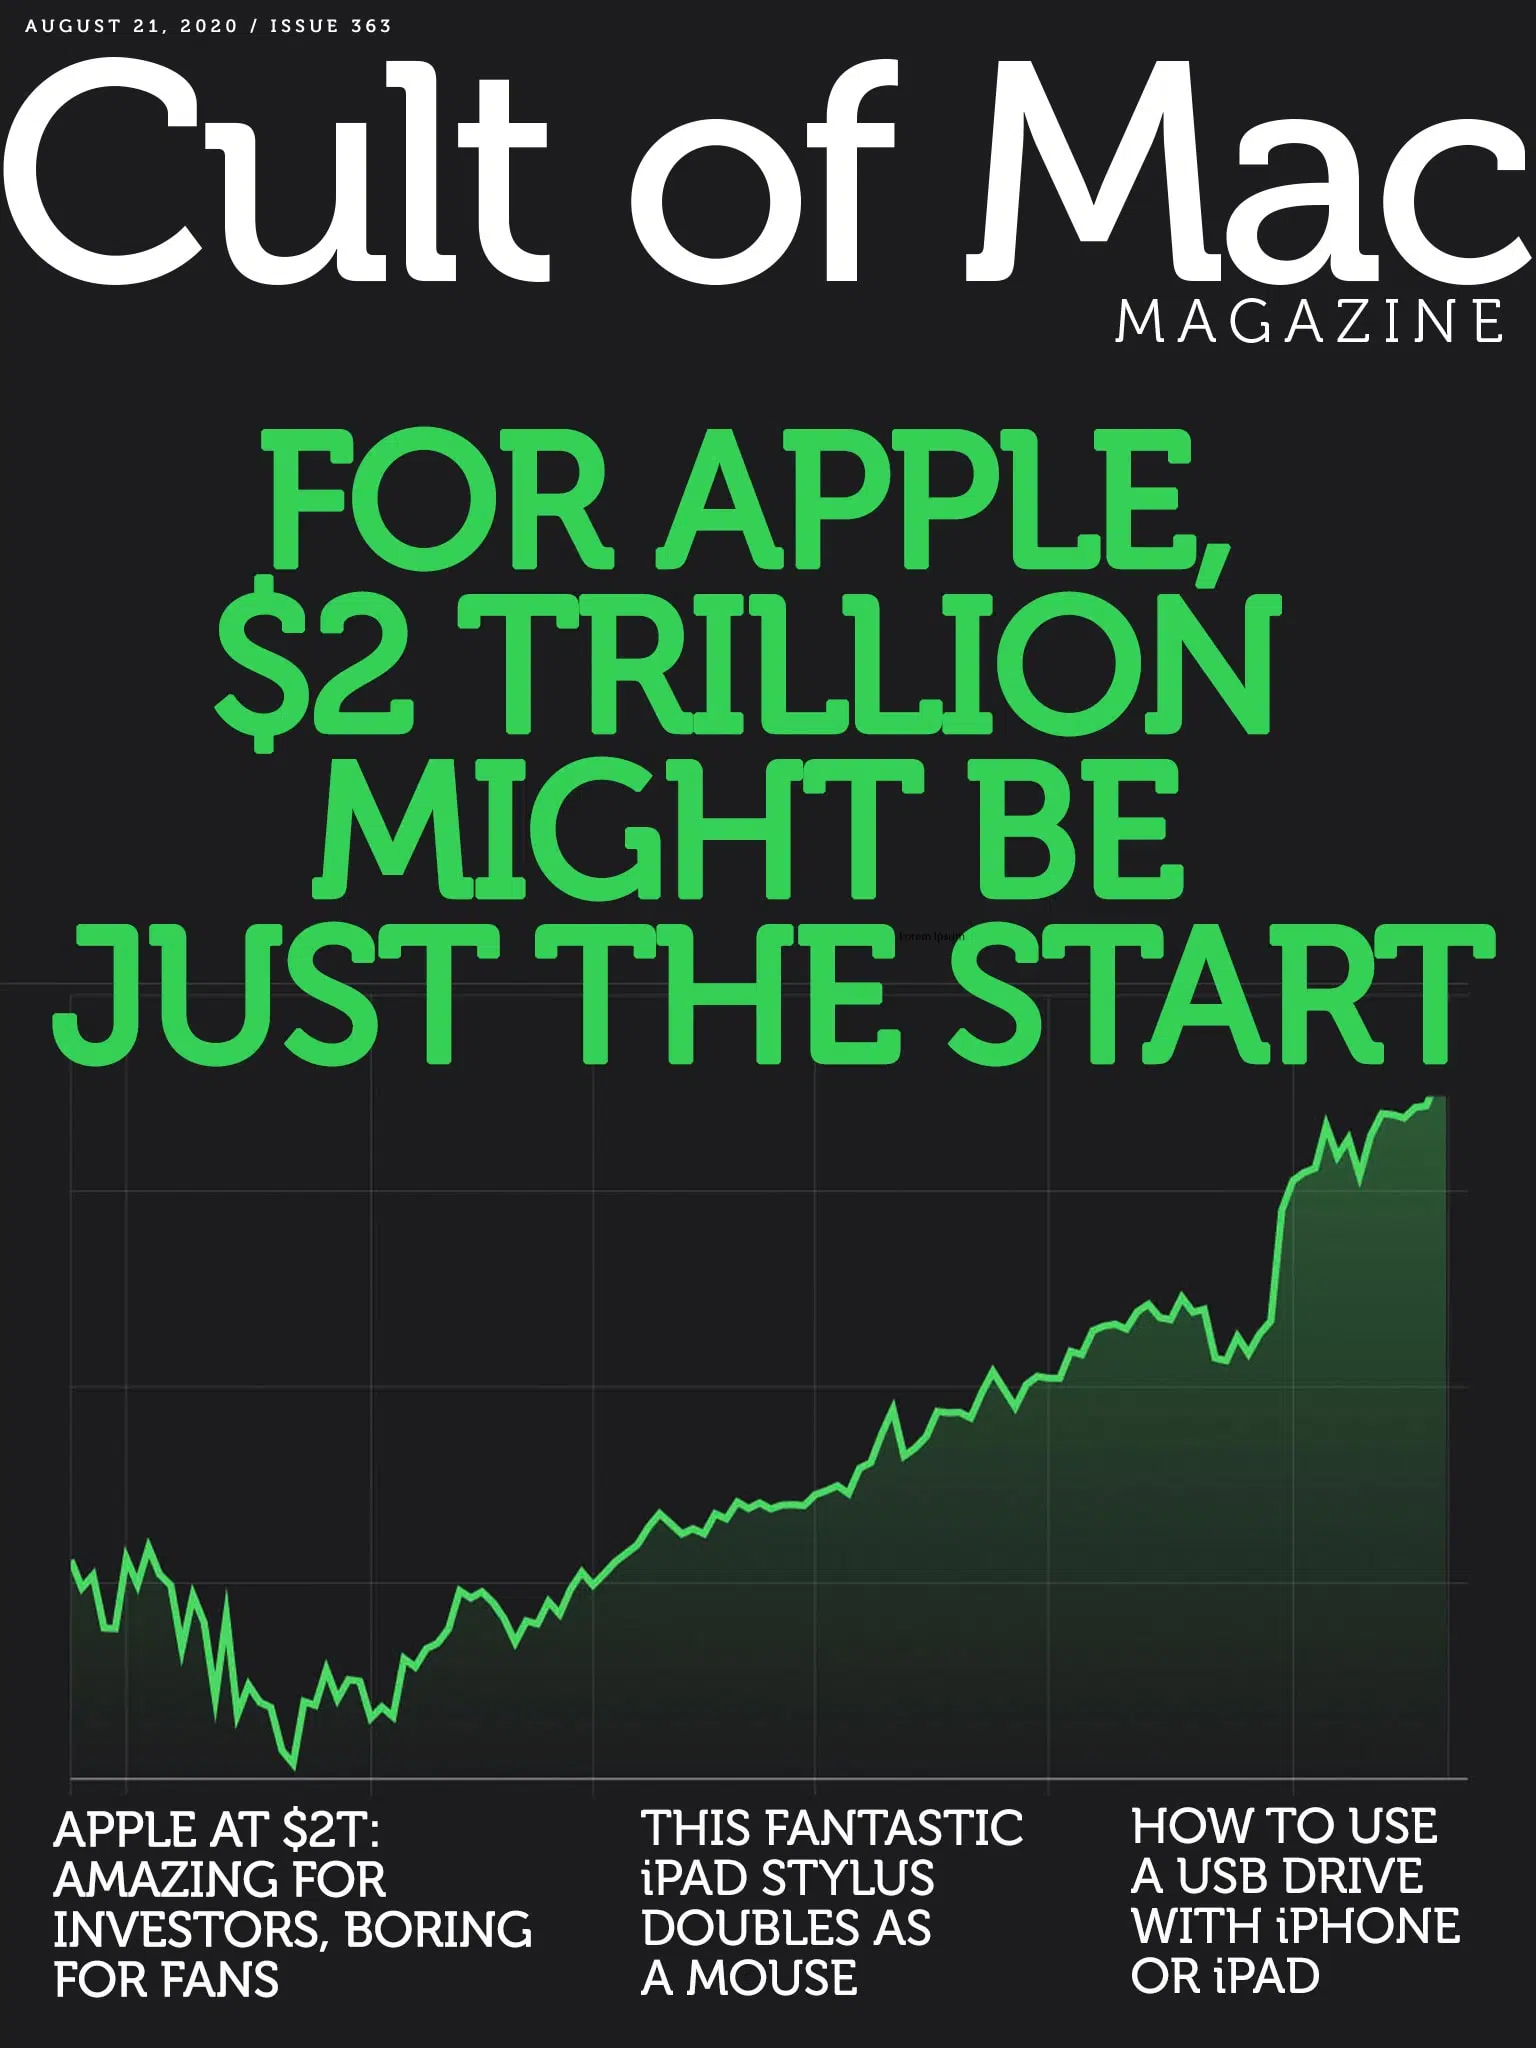 AUGUST 21, 2020 / ISSUE 363
Cult of Mac
MAGAZINE
FOR APPLE,
$2 TRILLION
MIGHT BE
JUST THE START
Lorem Ipsum
APPLE AT $2T:
AMAZING FOR
INVESTORS, BORING
FOR FANS
THIS FANTASTIC
iPAD STYLUS
DOUBLES AS
A MOUSE
HOW TO USE
A USB DRIVE
WITH iPHONE
OR iPAD